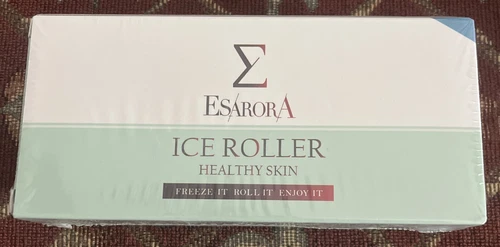 Σ
ESARORA
ICE ROLLER
HEALTHY SKIN
FREEZE IT ROLL IT ENJOY IT